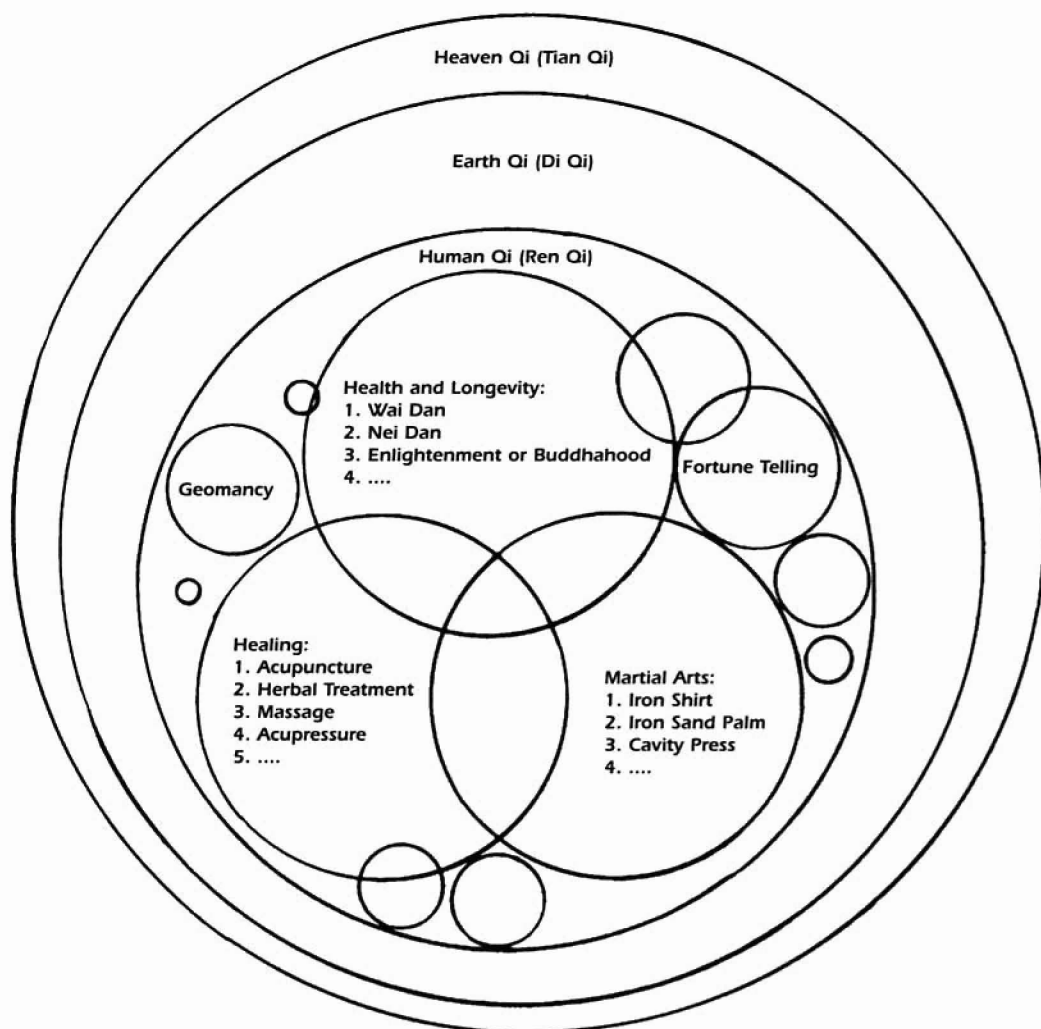 Heaven Qi (Tian Qi)
Earth Qi (Di Qi)
Human Qi (Ren Qi)
Health and Longevity:
1. Wai Dan
2. Nei Dan
3. Enlightenment or Buddhahood
4. ....
Geomancy
Fortune Telling
Healing:
1. Acupuncture
2. Herbal Treatment
3. Massage
4. Acupressure
5. ....
Martial Arts:
1. Iron Shirt
2. Iron Sand Palm
3. Cavity Press
4. ....